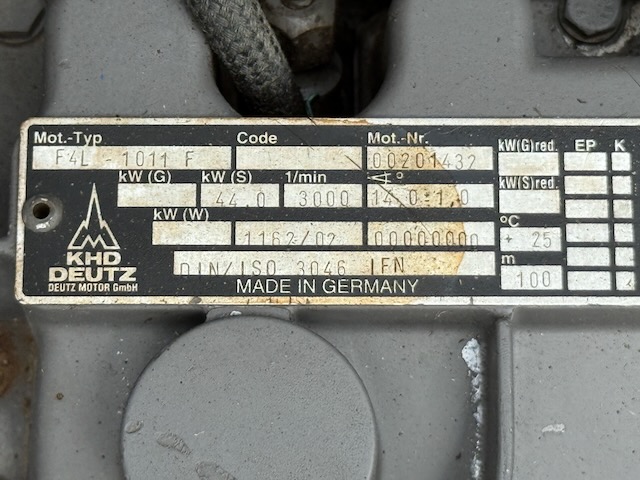 Mot.-Typ Code Mot.-Nr. kW(G)red. EP K
F4L - 1011 F 00201432
kW (G) kW (S) 1/min ∢° kW(S)red.
44.0 3000 14.0-1.0
kW (W) °C
1162/02 00000000 + 25
KHD DIN/ISO 3046 IFN m
DEUTZ 100
DEUTZ MOTOR GmbH MADE IN GERMANY